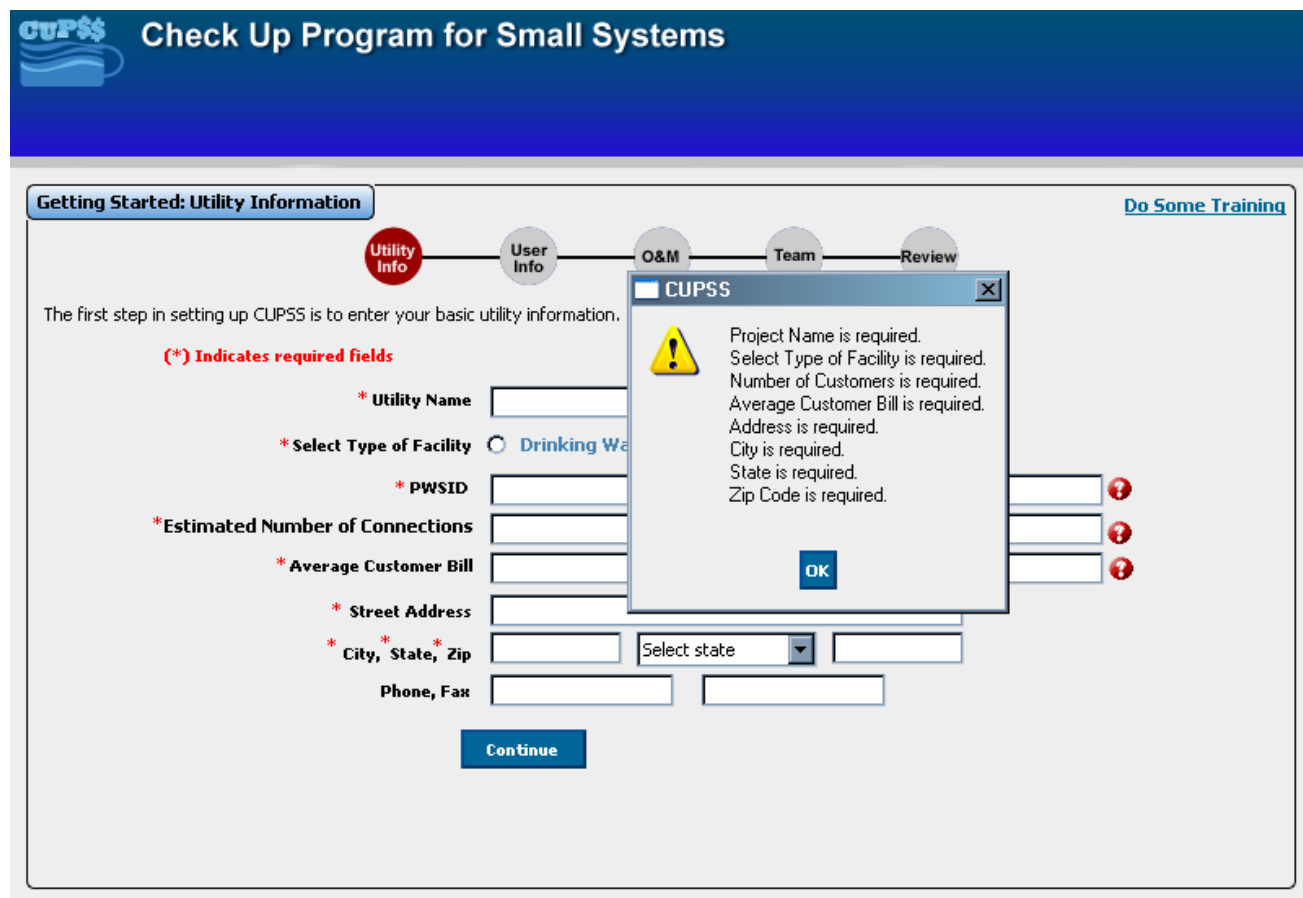 CUP$$
Check Up Program for Small Systems
Getting Started: Utility Information
Do Some Training
Utility Info
User Info
O&M
Team
Review
The first step in setting up CUPSS is to enter your basic utility information.
(*) Indicates required fields
* Utility Name
* Select Type of Facility
Drinking
* PWSID
*Estimated Number of Connections
* Average Customer Bill
* Street Address
* City, * State, * Zip
Select state
Phone, Fax
Continue
CUPSS
Project Name is required.
Select Type of Facility is required.
Number of Customers is required.
Average Customer Bill is required.
Address is required.
City is required.
State is required.
Zip Code is required.
OK